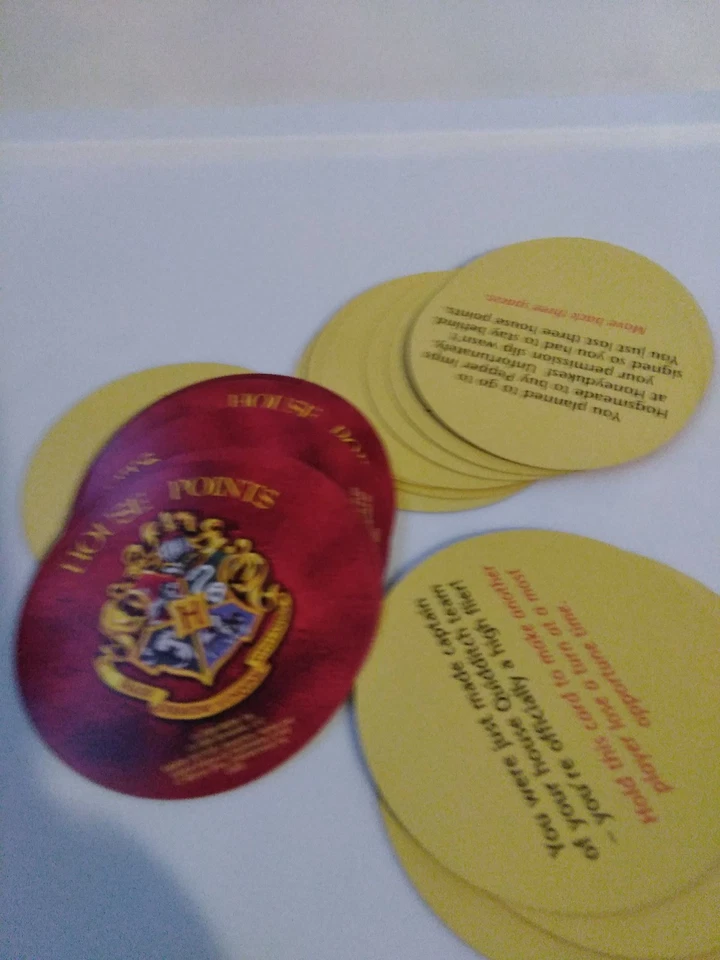 You planned to go to
Hogsmeade to buy Pepper Imps
at Honeydukes! Unfortunately,
your permission slip wasn't
signed so you had to stay behind.
You just lost three house points.
Move back three spaces.
HOUSE POINTS
H
You were just made captain
of your house Quidditch team
– you're officially a high flier!
Hold this card to make another
player lose a turn at a most
opportune time.